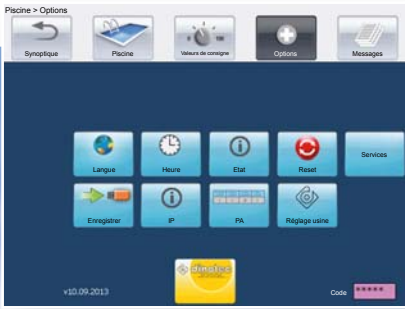 Piscine > Options
Synoptique
Piscine
Valeurs de consigne
Options
Messages
Langue
Heure
Etat
Reset
Services
Enregistrer
IP
PA
Réglage usine
dinotec
v10.09.2013
Code *****